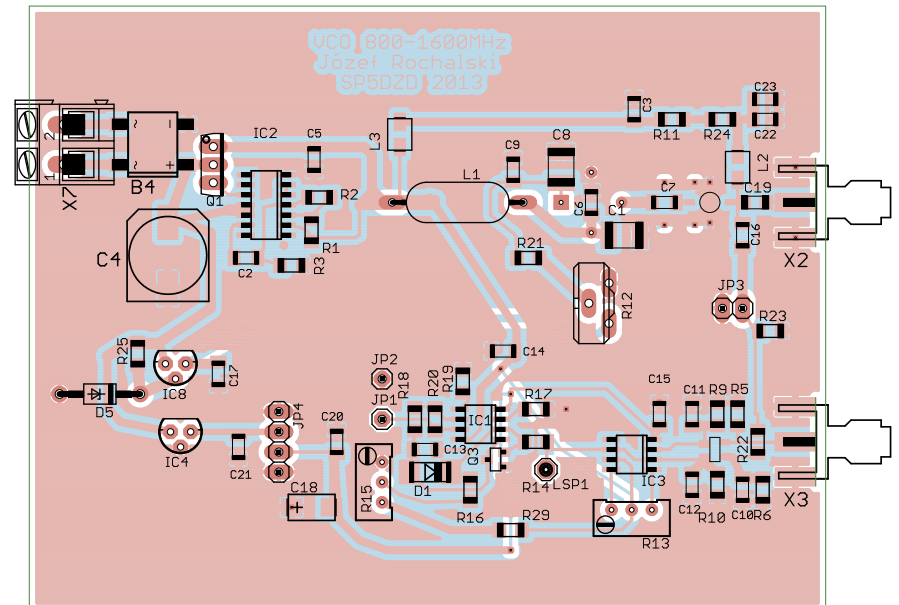 VCO 800-1600MHz
Józef Rochalski
SP5DZD 2013
C23
C3
R11
R24
C22
2
~
-
IC2
C5
L3
C9
C8
L2
1
~
+
B4
Q1
X7
R2
L1
C7
C19
C6
C1
C16
R1
R21
X2
C4
C2
R3
JP3
R12
R23
R25
C14
JP2
C17
R18
R20
R19
IC8
D5
JP1
R17
C15
C11
R9
R5
JP4
IC1
C20
R22
IC4
C21
C13
Q3
IC3
D1
R14
LSP1
C18
+
R15
R16
C12
R10
C10
R6
X3
R29
R13